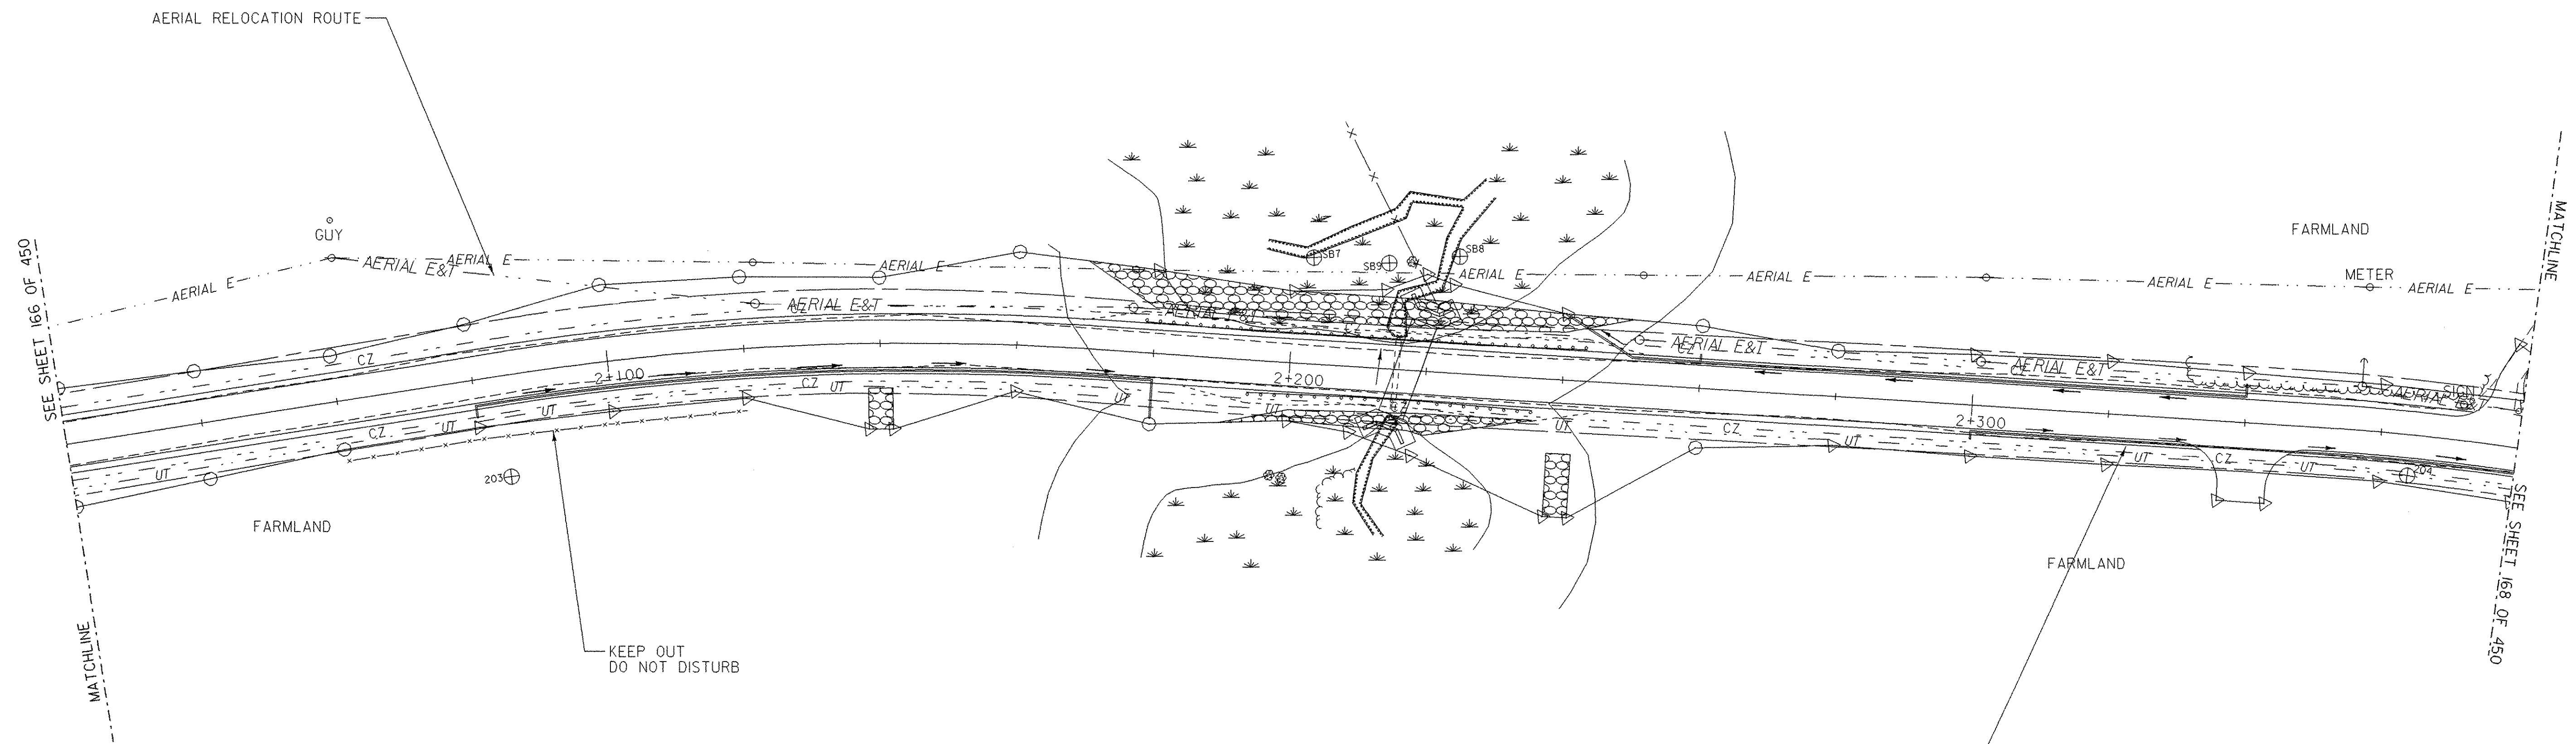 AERIAL RELOCATION ROUTE
SEE SHEET 166 OF 450
MATCHLINE
GUY
AERIAL E
AERIAL E&T
AERIAL E
AERIAL E
AERIAL E&T
SB7
SB9
SB8
AERIAL E
AERIAL E
FARMLAND
METER
AERIAL E
AERIAL E
MATCHLINE
CZ
CZ
AERIAL E&T
AERIAL E&T
SIGN
2+100
CZ
UT
UT
2+200
UT
UT
CZ
UT
UT
2+300
UT
CZ
UT
UT
CZ
UT
204
203
FARMLAND
FARMLAND
KEEP OUT
DO NOT DISTURB
SEE SHEET 168 OF 450